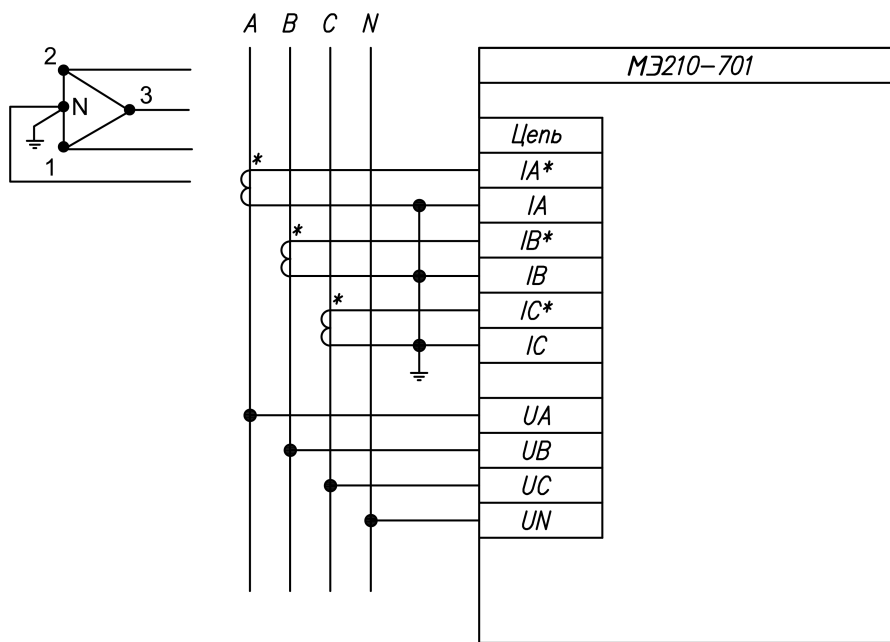 A B C N
2
N
3
1
МЭ210-701
Цепь
*
IA*
IA
*
IB*
IB
*
IC*
IC
UA
UB
UC
UN